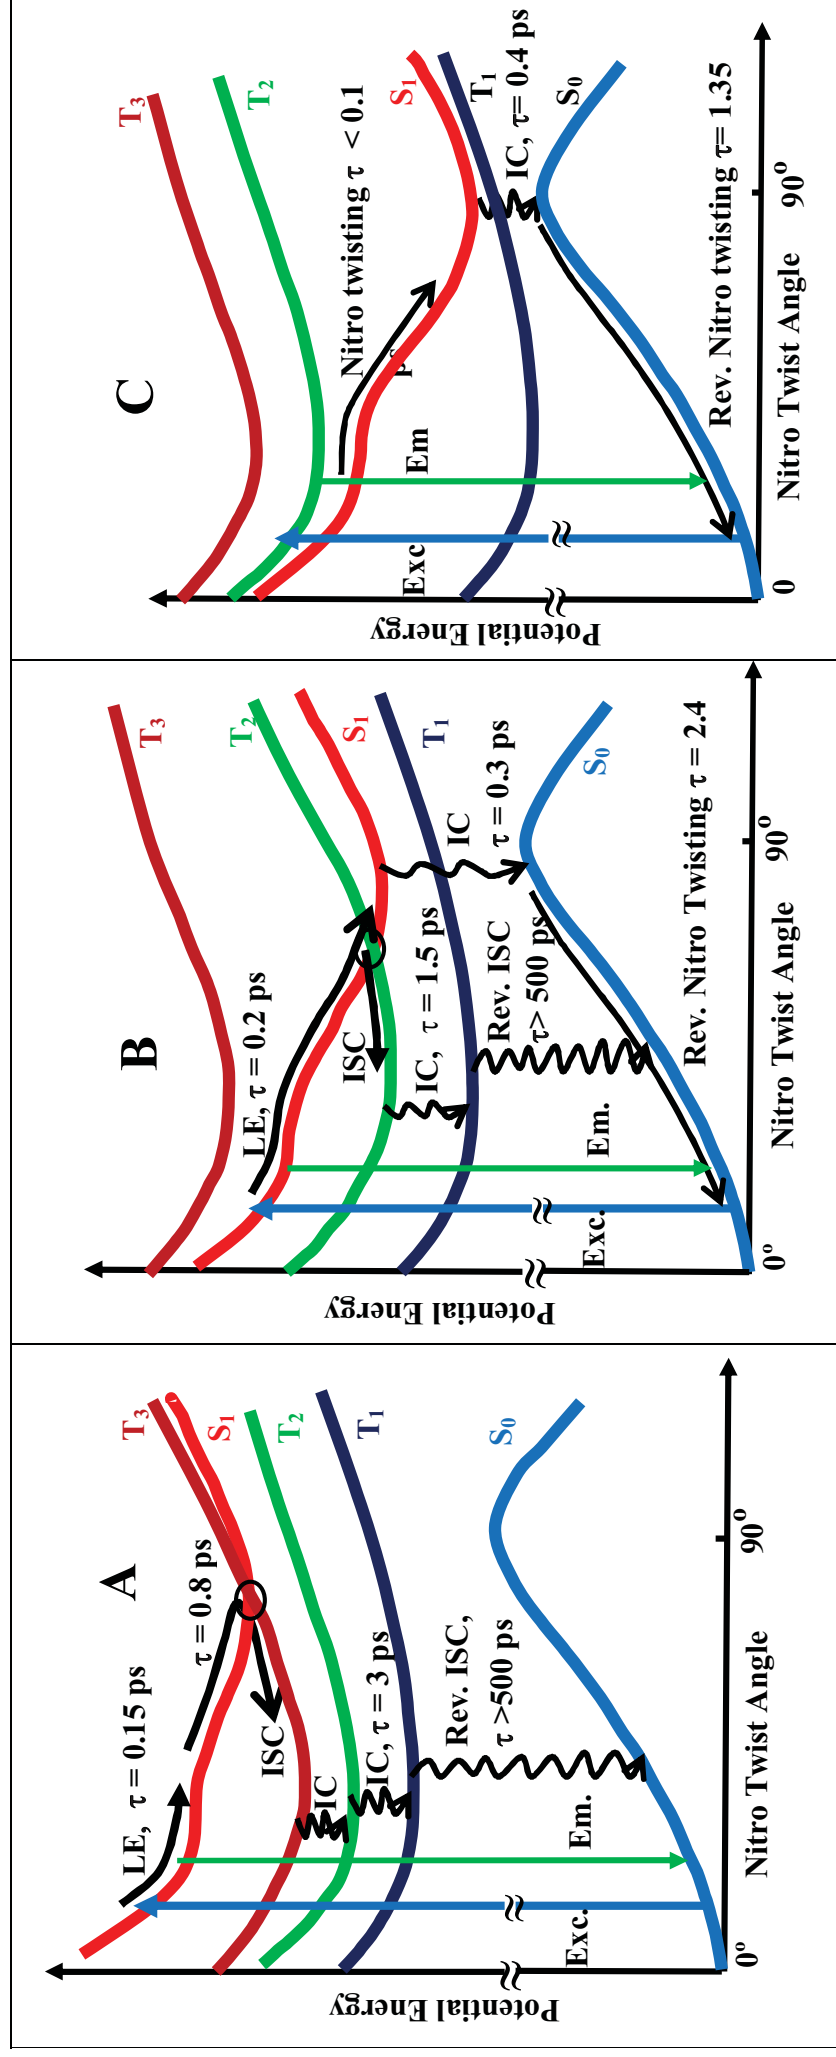 A
T3
S1
T2
T1
S0
LE, τ = 0.15 ps
τ = 0.8 ps
ISC
IC
IC, τ = 3 ps
Rev. ISC,
τ >500 ps
Em.
Exc.
Potential Energy
0°
90°
Nitro Twist Angle
B
T3
T2
S1
T1
S0
LE, τ = 0.2 ps
ISC
IC, τ = 1.5 ps
IC
τ = 0.3 ps
Rev. ISC
τ> 500 ps
Em.
Exc.
Rev. Nitro Twisting τ = 2.4
Potential Energy
0°
90°
Nitro Twist Angle
C
T3
T2
S1
T1
S0
Nitro twisting τ < 0.1
IC, τ= 0.4 ps
Em
Exc
Rev. Nitro twisting τ= 1.35
Potential Energy
0
90°
Nitro Twist Angle